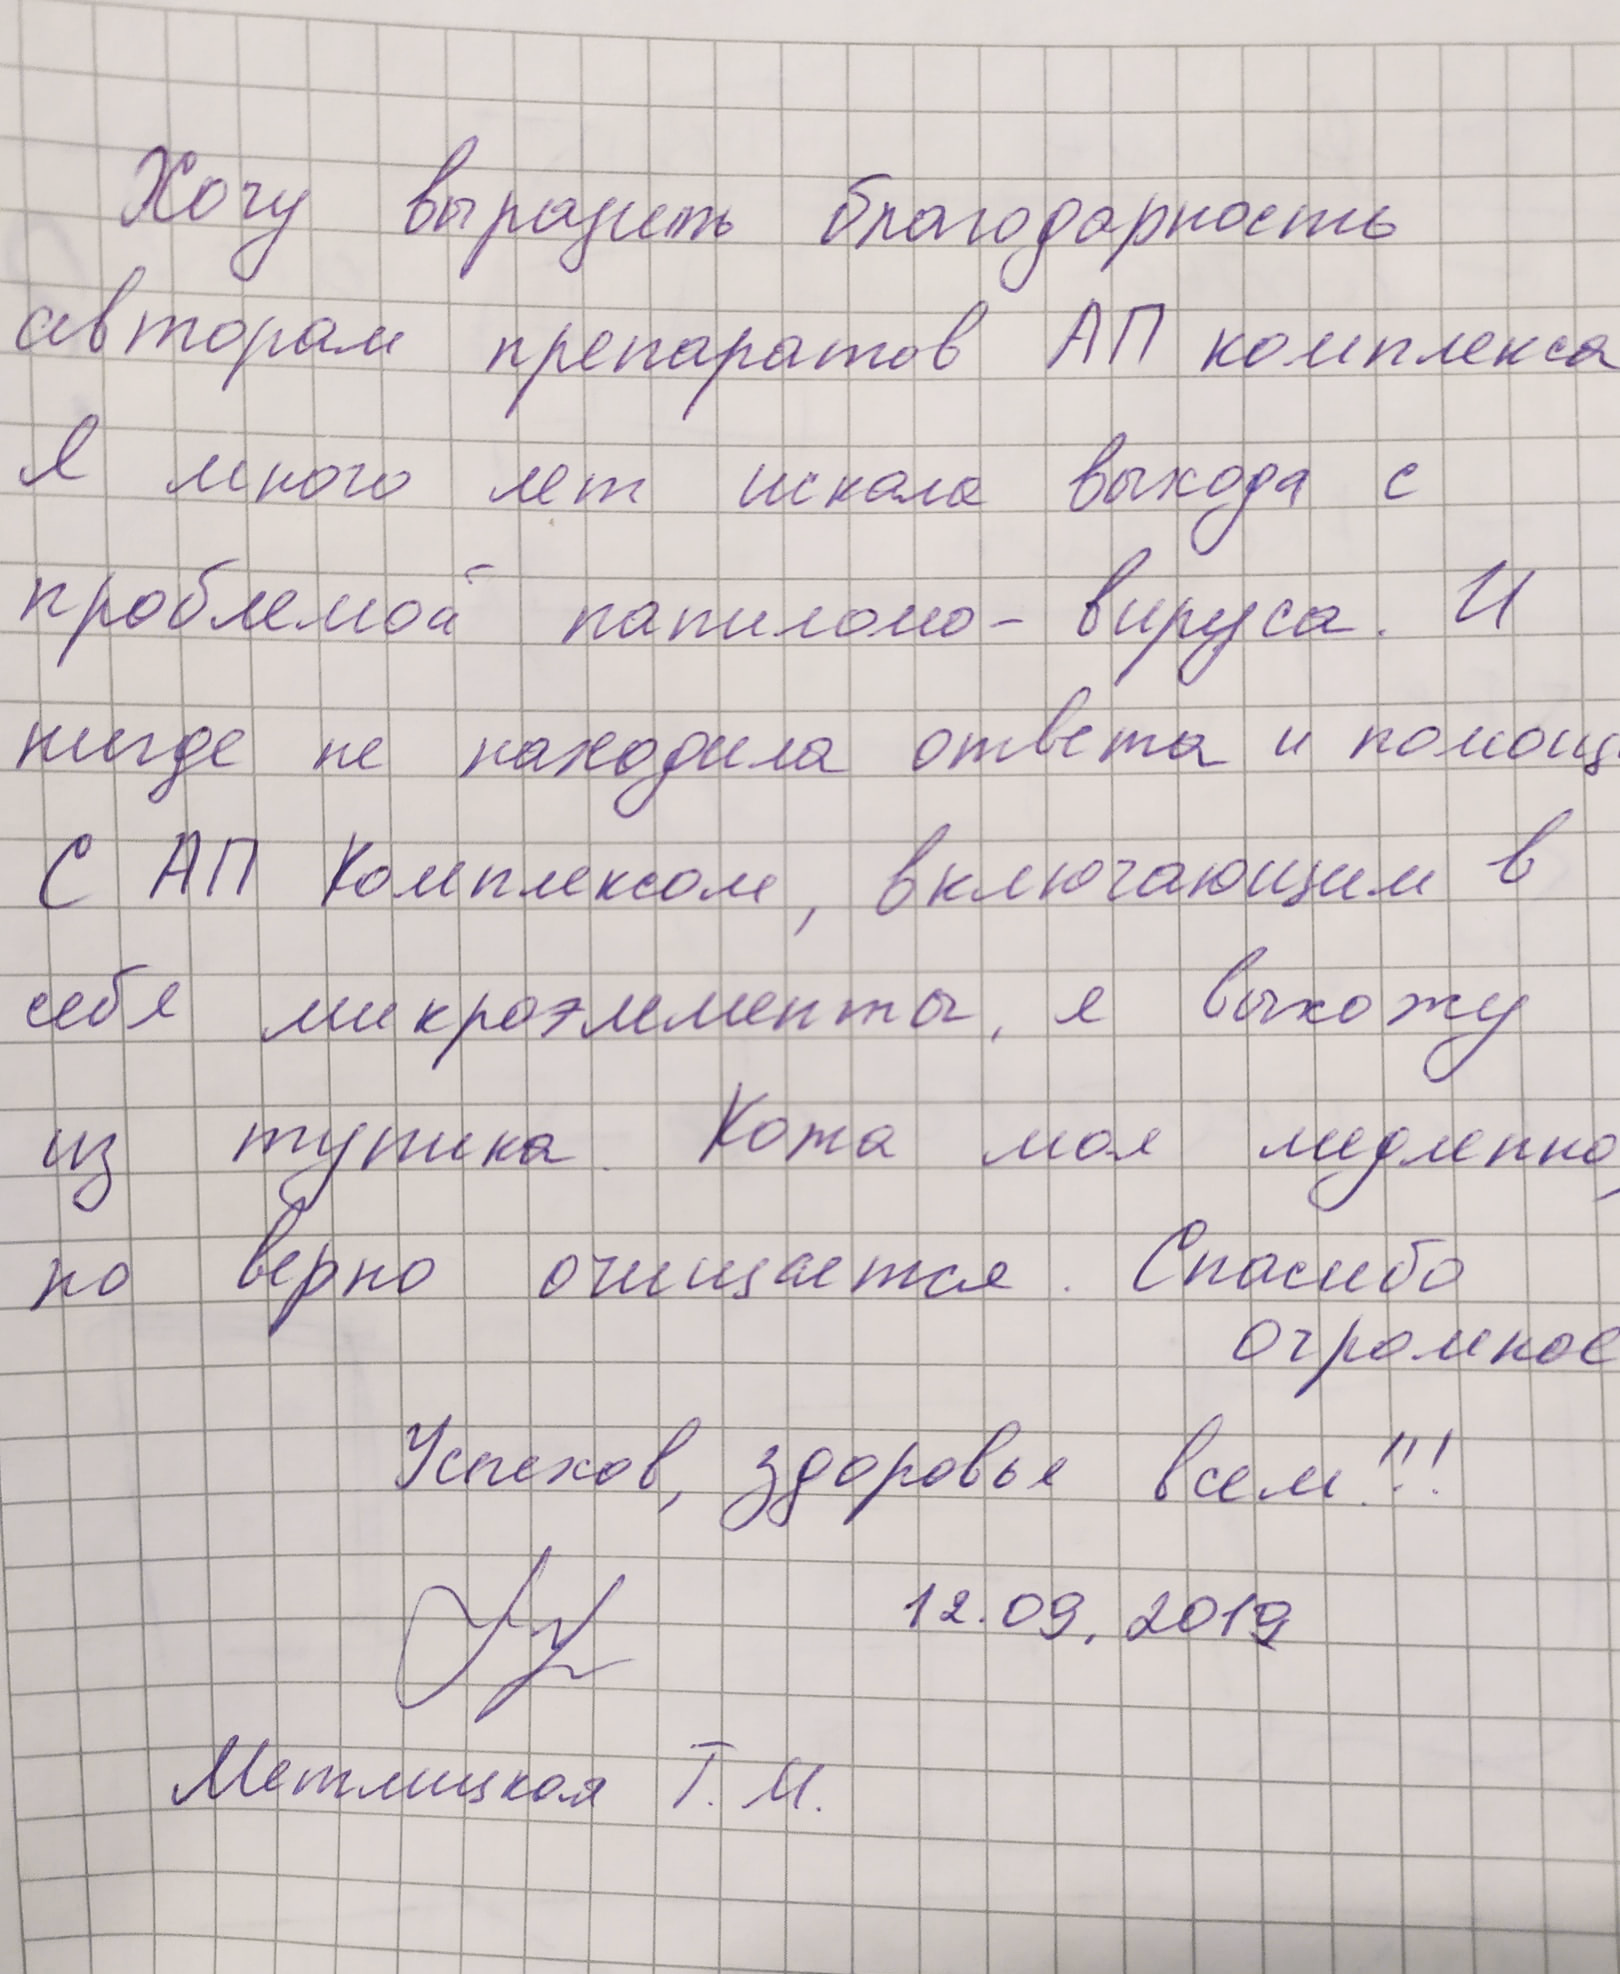 Хочу выразить благодарность
авторам препаратов АП комплекса
Я много лет искала выхода с
проблемой папиломо- вируса. И
нигде не находила ответа и помощи
С АП Комплексом, включающим в
себя микроэлементы, я выхожу
из тупика. Кожа моя медленно,
но верно очищается. Спасибо
огромное
Успехов, здоровья всем!!!
12.09.2019
Метлицкая Т. И.